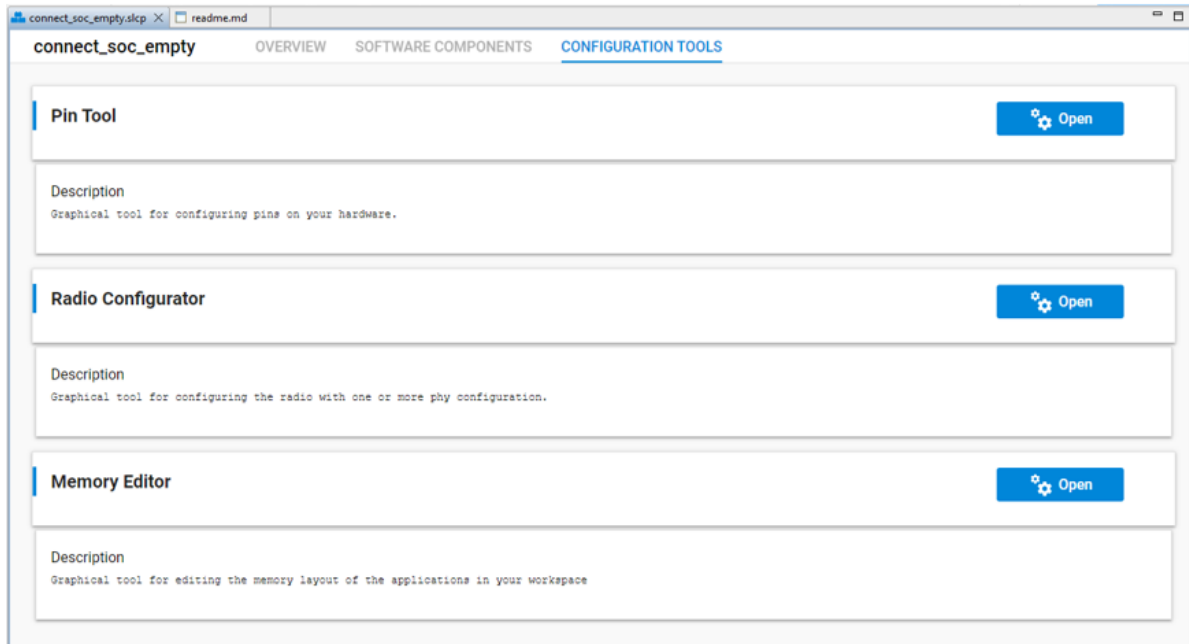 connect_soc_empty.slcp readme.md
connect_soc_empty OVERVIEW SOFTWARE COMPONENTS CONFIGURATION TOOLS
Pin Tool Open
Description
Graphical tool for configuring pins on your hardware.
Radio Configurator Open
Description
Graphical tool for configuring the radio with one or more phy configuration.
Memory Editor Open
Description
Graphical tool for editing the memory layout of the applications in your workspace